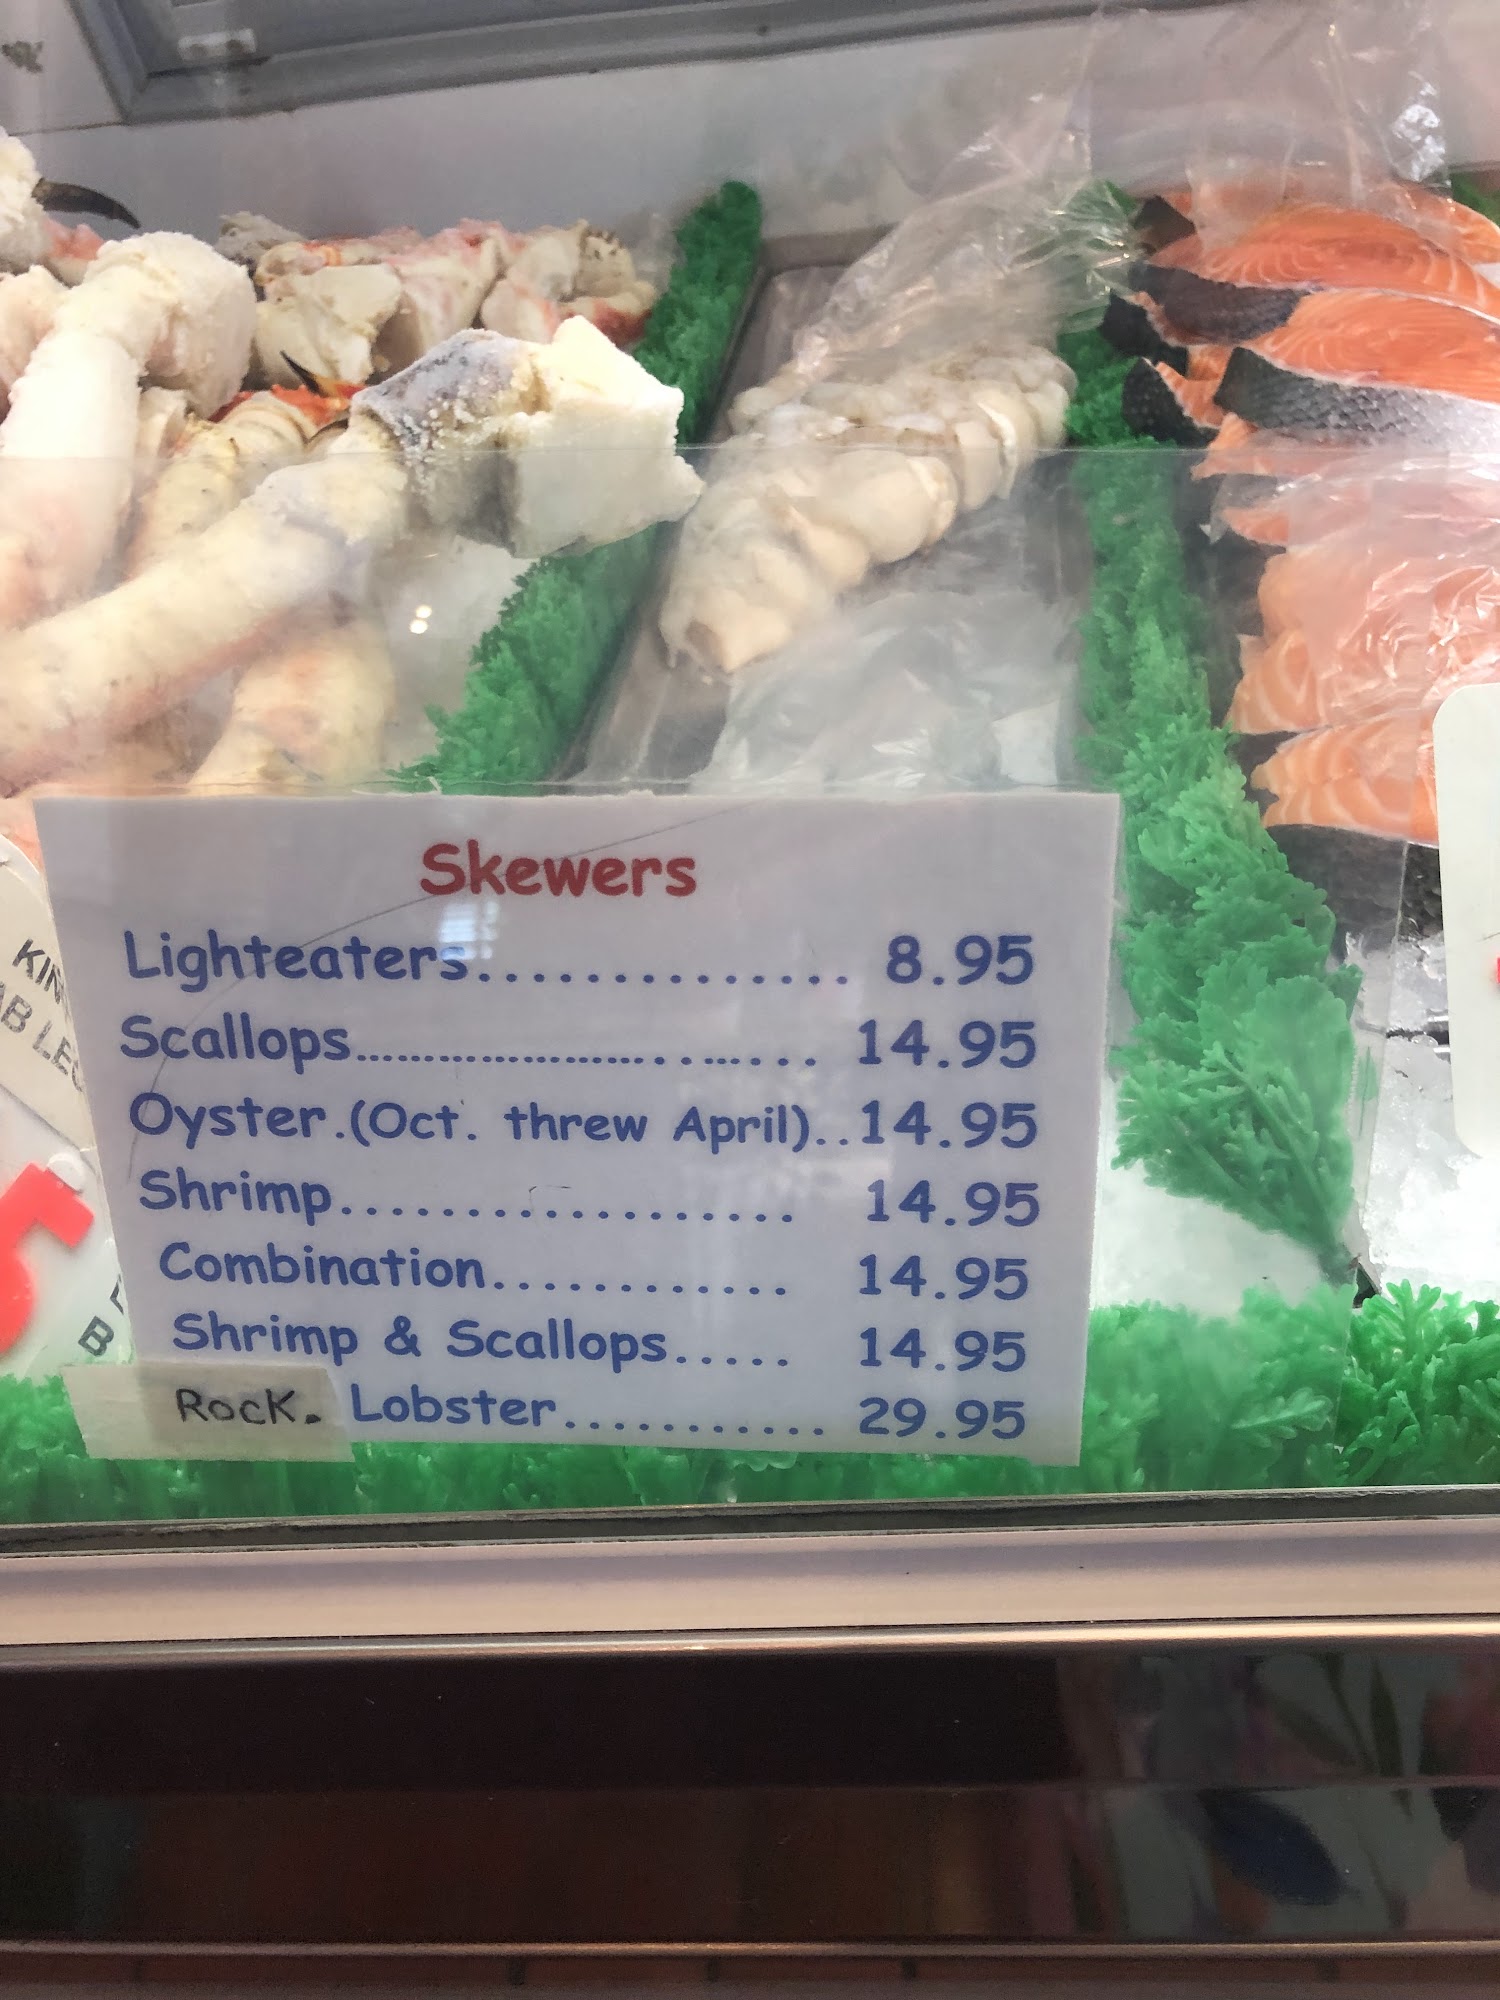 Skewers
Lighteaters............... 8.95
Scallops............................ 14.95
Oyster.(Oct. threw April)..14.95
Shrimp................... 14.95
Combination............. 14.95
Shrimp & Scallops..... 14.95
Rock. Lobster............ 29.95